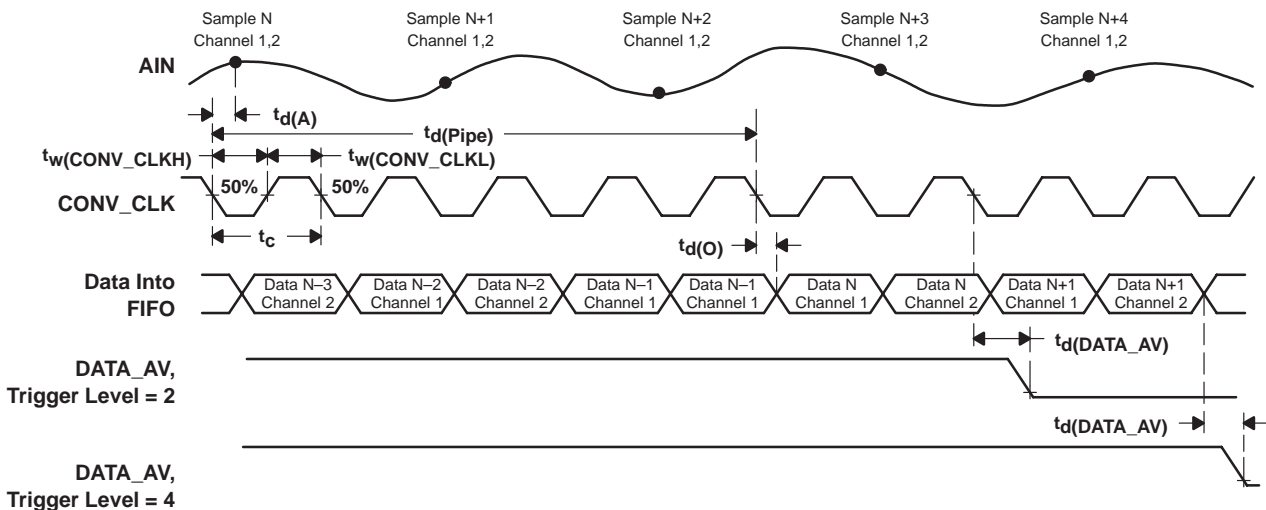 Sample N
Channel 1,2
Sample N+1
Channel 1,2
Sample N+2
Channel 1,2
Sample N+3
Channel 1,2
Sample N+4
Channel 1,2
AIN
td(A)
td(Pipe)
tw(CONV_CLKH)
tw(CONV_CLKL)
50%
50%
CONV_CLK
tc
td(O)
Data Into
FIFO
Data N–3
Channel 2
Data N–2
Channel 1
Data N–2
Channel 2
Data N–1
Channel 1
Data N–1
Channel 1
Data N
Channel 1
Data N
Channel 2
Data N+1
Channel 1
Data N+1
Channel 2
td(DATA_AV)
DATA_AV,
Trigger Level = 2
td(DATA_AV)
DATA_AV,
Trigger Level = 4